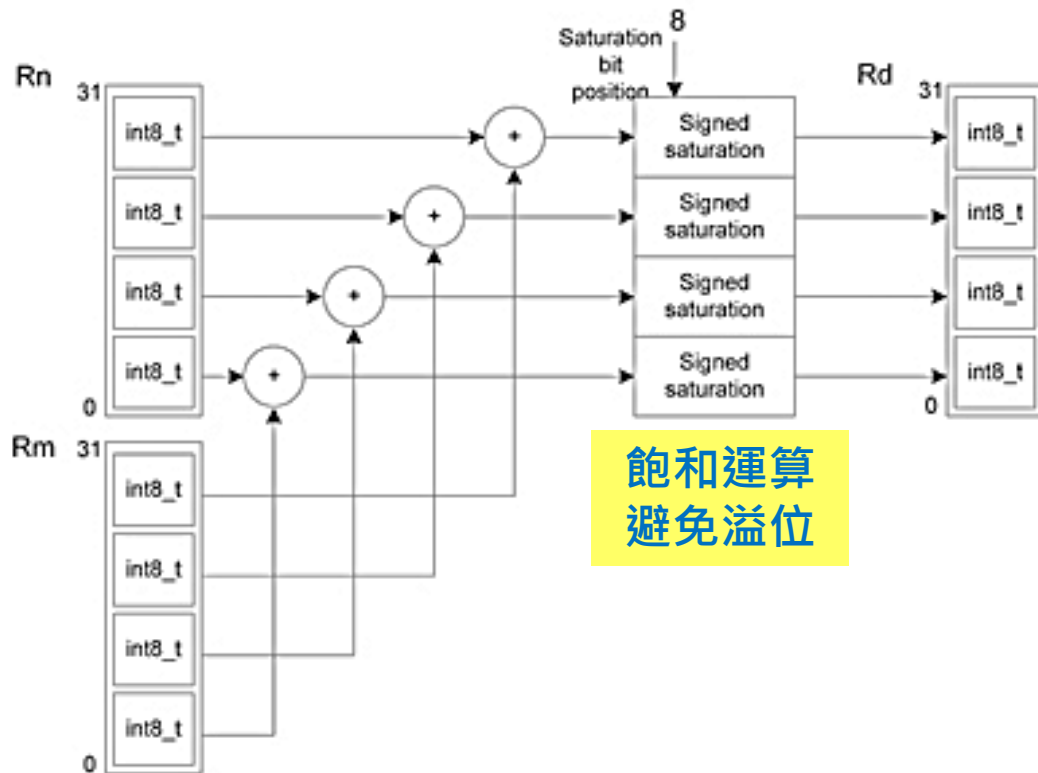 8
Saturation
bit
position
Rn
31
int8_t
int8_t
int8_t
int8_t
0
+
+
+
+
Signed
saturation
Signed
saturation
Signed
saturation
Signed
saturation
Rd
31
int8_t
int8_t
int8_t
int8_t
0
Rm
31
int8_t
int8_t
int8_t
int8_t
0
飽和運算
避免溢位